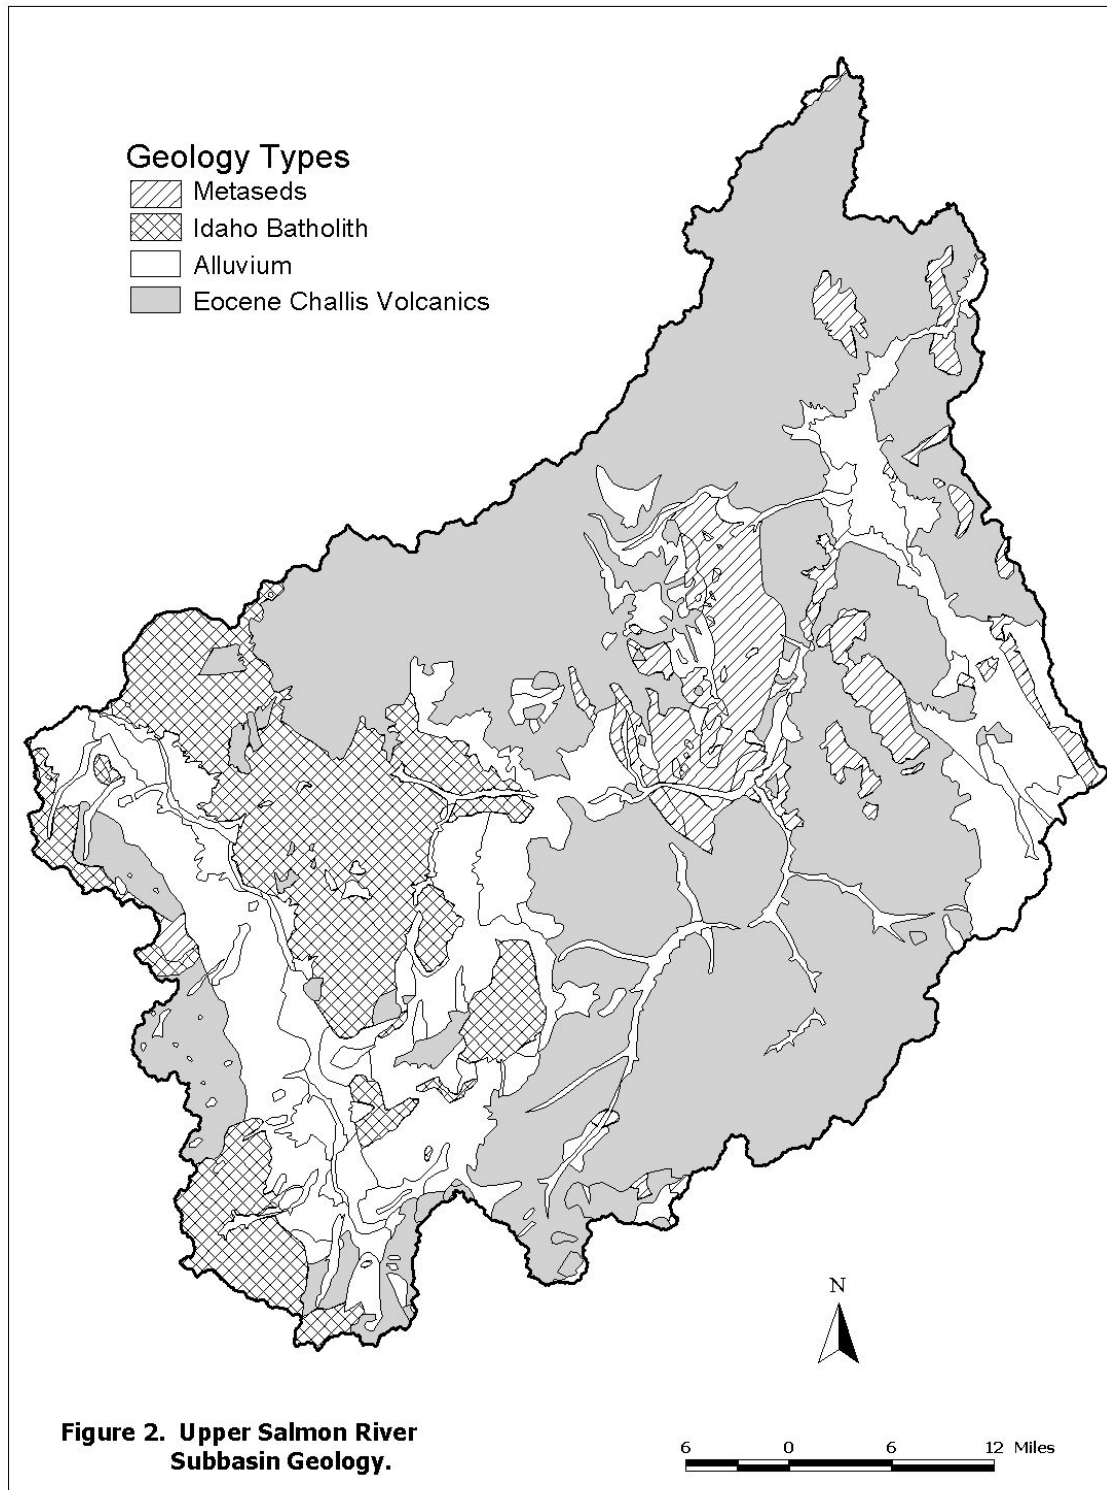 Geology Types
Metaseds
Idaho Batholith
Alluvium
Eocene Challis Volcanics
N
Figure 2. Upper Salmon River
Subbasin Geology.
6 0 6 12 Miles